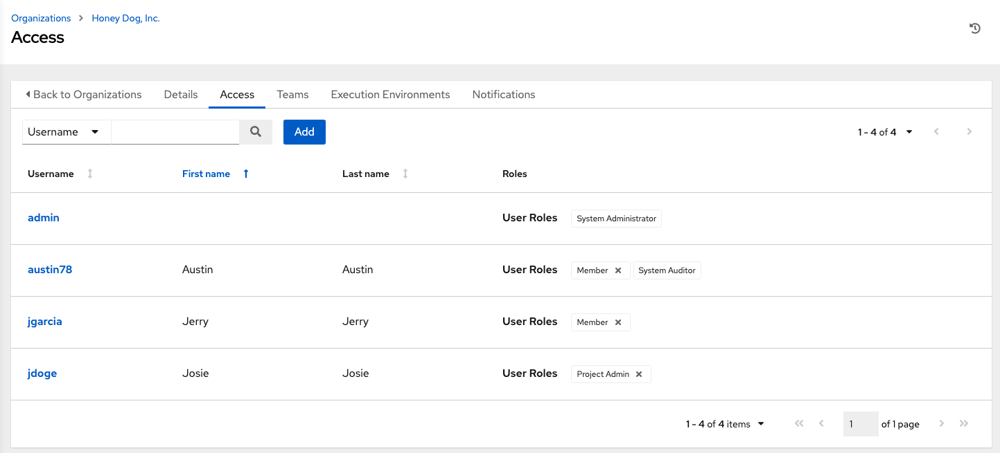 Organizations Honey Dog, Inc.
Access
Back to Organizations Details Access Teams Execution Environments Notifications
Username Add 1 - 4 of 4
Username First name Last name Roles
admin User Roles System Administrator
austin78 Austin Austin User Roles Member System Auditor
jgarcia Jerry Jerry User Roles Member
jdoge Josie Josie User Roles Project Admin
1 - 4 of 4 items 1 of 1 page